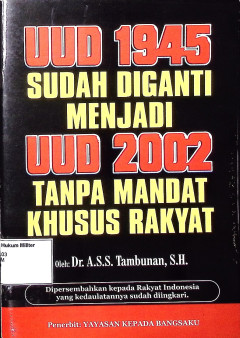 UUD 1945
SUDAH DIGANTI
MENJADI
UUD 2002
TANPA MANDAT
KHUSUS RAKYAT
Hukum Militer
03
M
Oleh: Dr. A.S.S. Tambunan, S.H.
Dipersembahkan kepada Rakyat Indonesia
yang kedaulatannya sudah diingkari.
Penerbit: YAYASAN KEPADA BANGSAKU